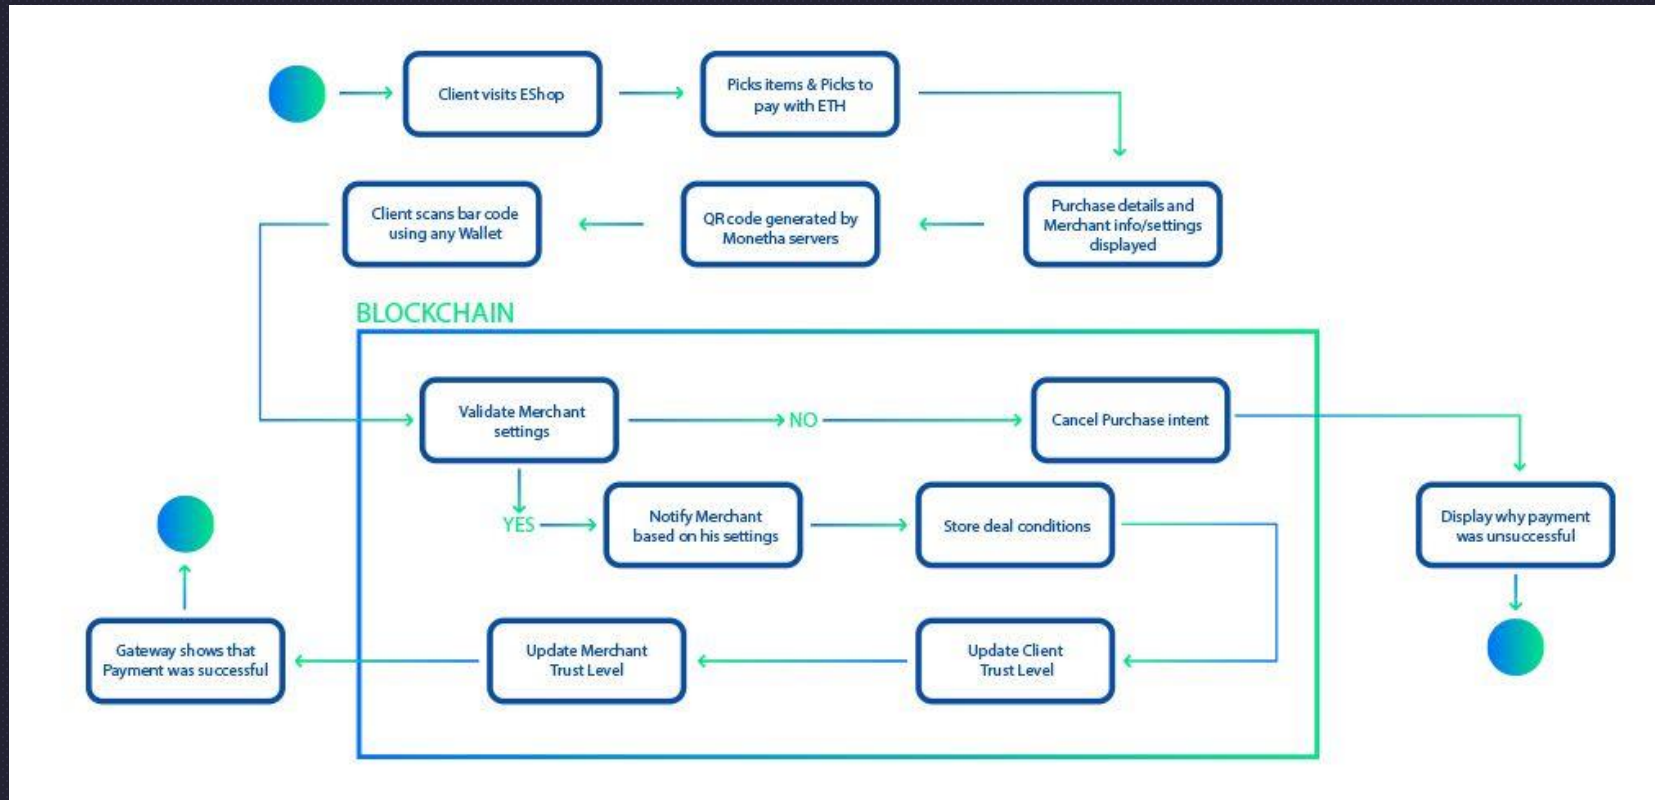 Client visits EShop
Picks items & Picks to
pay with ETH
Purchase details and
Merchant info/settings
displayed
QR code generated by
Monetha servers
Client scans bar code
using any Wallet
BLOCKCHAIN
Validate Merchant
settings
NO
Cancel Purchase intent
YES
Notify Merchant
based on his settings
Store deal conditions
Display why payment
was unsuccessful
Update Client
Trust Level
Update Merchant
Trust Level
Gateway shows that
Payment was successful